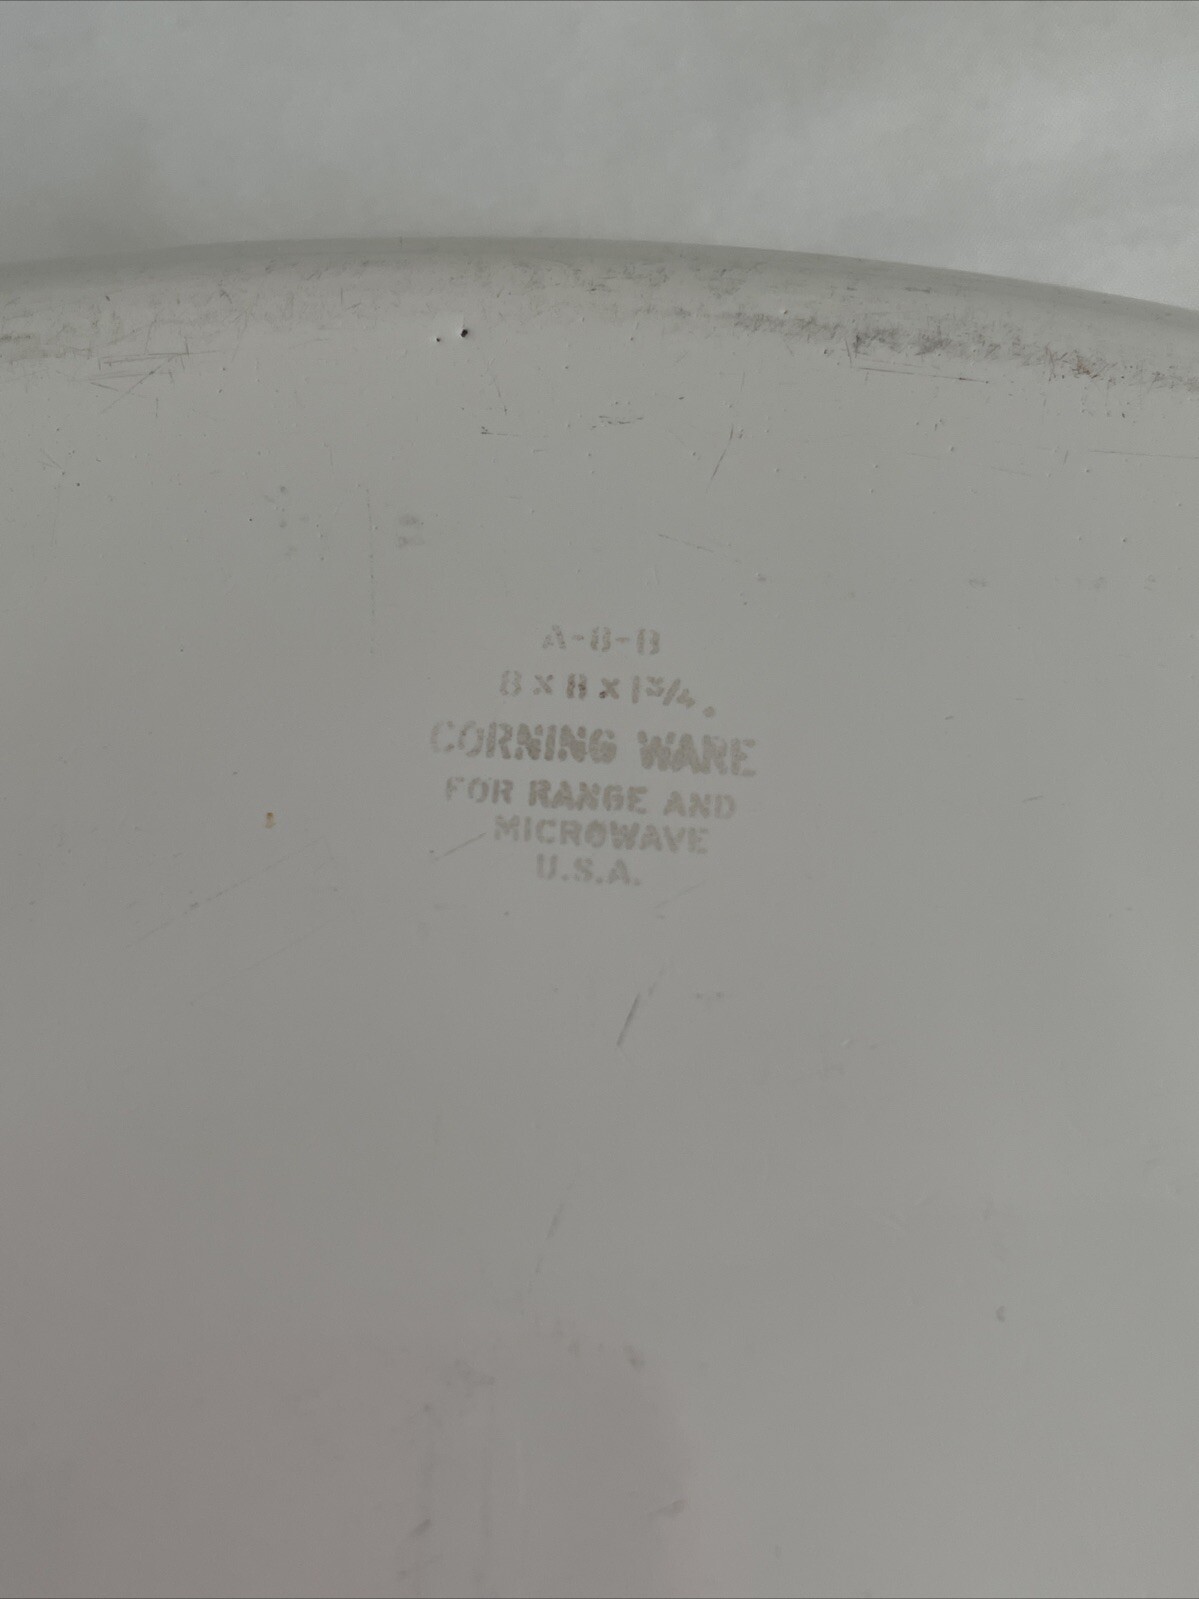 A-8-B
8 x 8 x 1¾.
CORNING WARE
FOR RANGE AND
MICROWAVE
U.S.A.